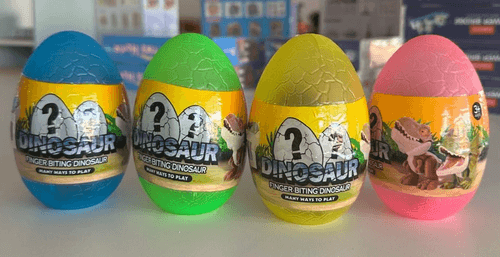 ? ?
DINOSAUR
FINGER BITING DINOSAUR
MANY WAYS TO PLAY
? ?
DINOSAUR
FINGER BITING DINOSAUR
MANY WAYS TO PLAY
?
DINOSAUR
FINGER BITING DINOSAUR
MANY WAYS TO PLAY
?
3+